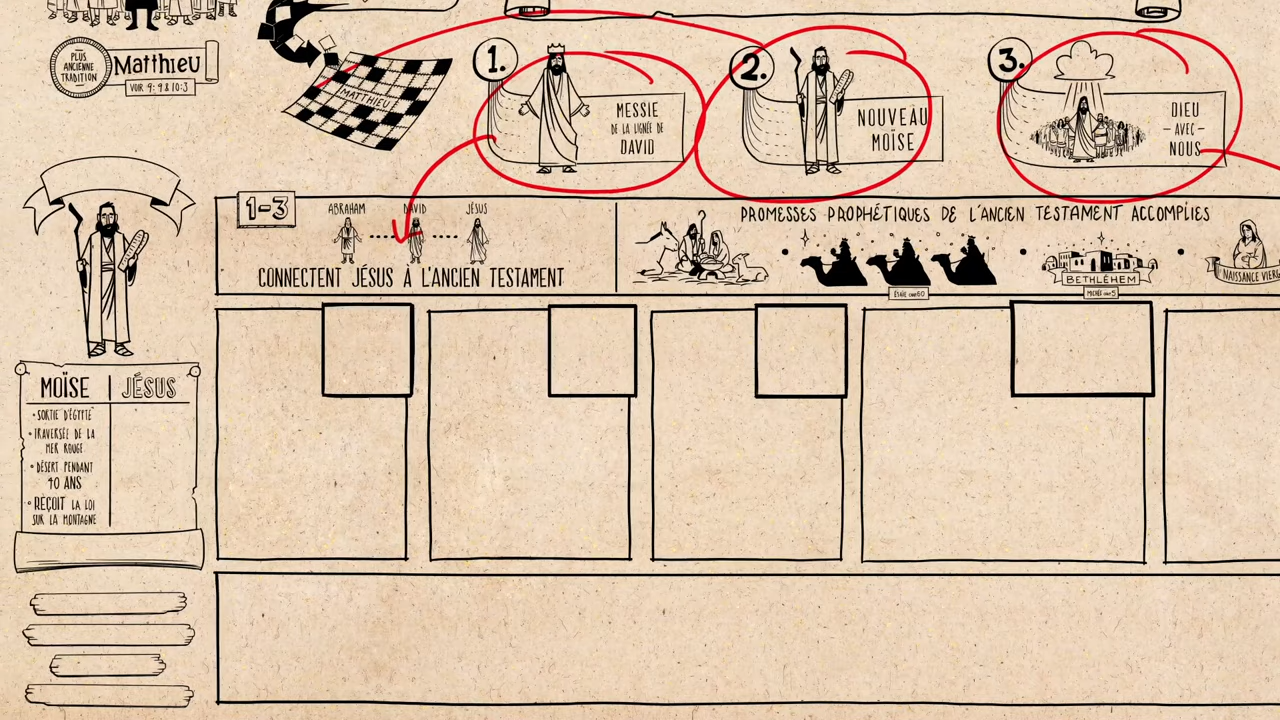 PLUS
ANCIENNE
TRADITION
Matthieu
VOIR 9:9 & 10:3
MATTHIEU
1.
MESSIE
DE LA LIGNÉE DE
DAVID
2.
NOUVEAU
MOÏSE
3.
DIEU
-AVEC-
NOUS
1-3
ABRAHAM
DAVID
JÉSUS
CONNECTENT JÉSUS À L'ANCIEN TESTAMENT
PROMESSES PROPHÉTIQUES DE L'ANCIEN TESTAMENT ACCOMPLIES
BETHLÉHEM
NAISSANCE VIERG
MOÏSE
JÉSUS
• SORTIE D'ÉGYPTE
• TRAVERSÉE DE LA
MER ROUGE
• DÉSERT PENDANT
40 ANS
• REÇOIT LA LOI
SUR LA MONTAGNE